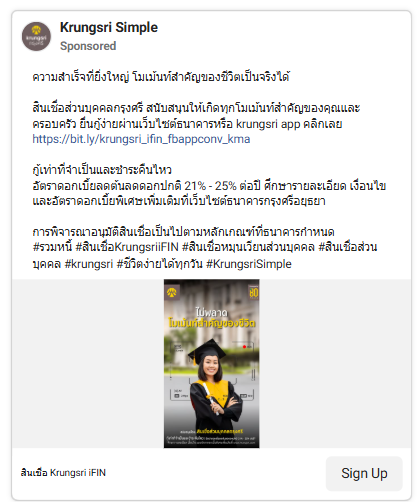 Krungsri Simple
Sponsored
ความสำเร็จที่ยิ่งใหญ่ โมเม้นท์สำคัญของชีวิตเป็นจริงได้
สินเชื่อส่วนบุคคลกรุงศรี สนับสนุนให้เกิดทุกโมเม้นท์สำคัญของคุณและ
ครอบครัว ยื่นกู้ง่ายผ่านเว็บไซต์ธนาคารหรือ krungsri app คลิกเลย
https://bit.ly/krungsri_ifin_fbappconv_kma
กู้เท่าที่จำเป็นและชำระคืนไหว
อัตราดอกเบี้ยลดต้นลดดอกปกติ 21% - 25% ต่อปี ศึกษารายละเอียด เงื่อนไข
และอัตราดอกเบี้ยพิเศษเพิ่มเติมที่เว็บไซต์ธนาคารกรุงศรีอยุธยา
การพิจารณาอนุมัติสินเชื่อเป็นไปตามหลักเกณฑ์ที่ธนาคารกำหนด
#รวมหนี้ #สินเชื่อKrungsriiFIN #สินเชื่อหมุนเวียนส่วนบุคคล #สินเชื่อส่วน
บุคคล #krungsri #ชีวิตง่ายได้ทุกวัน #KrungsriSimple
ไม่พลาด
โมเม้นท์สำคัญของชีวิต
สินเชื่อส่วนบุคคลกรุงศรี
สินเชื่อ Krungsri iFIN
Sign Up